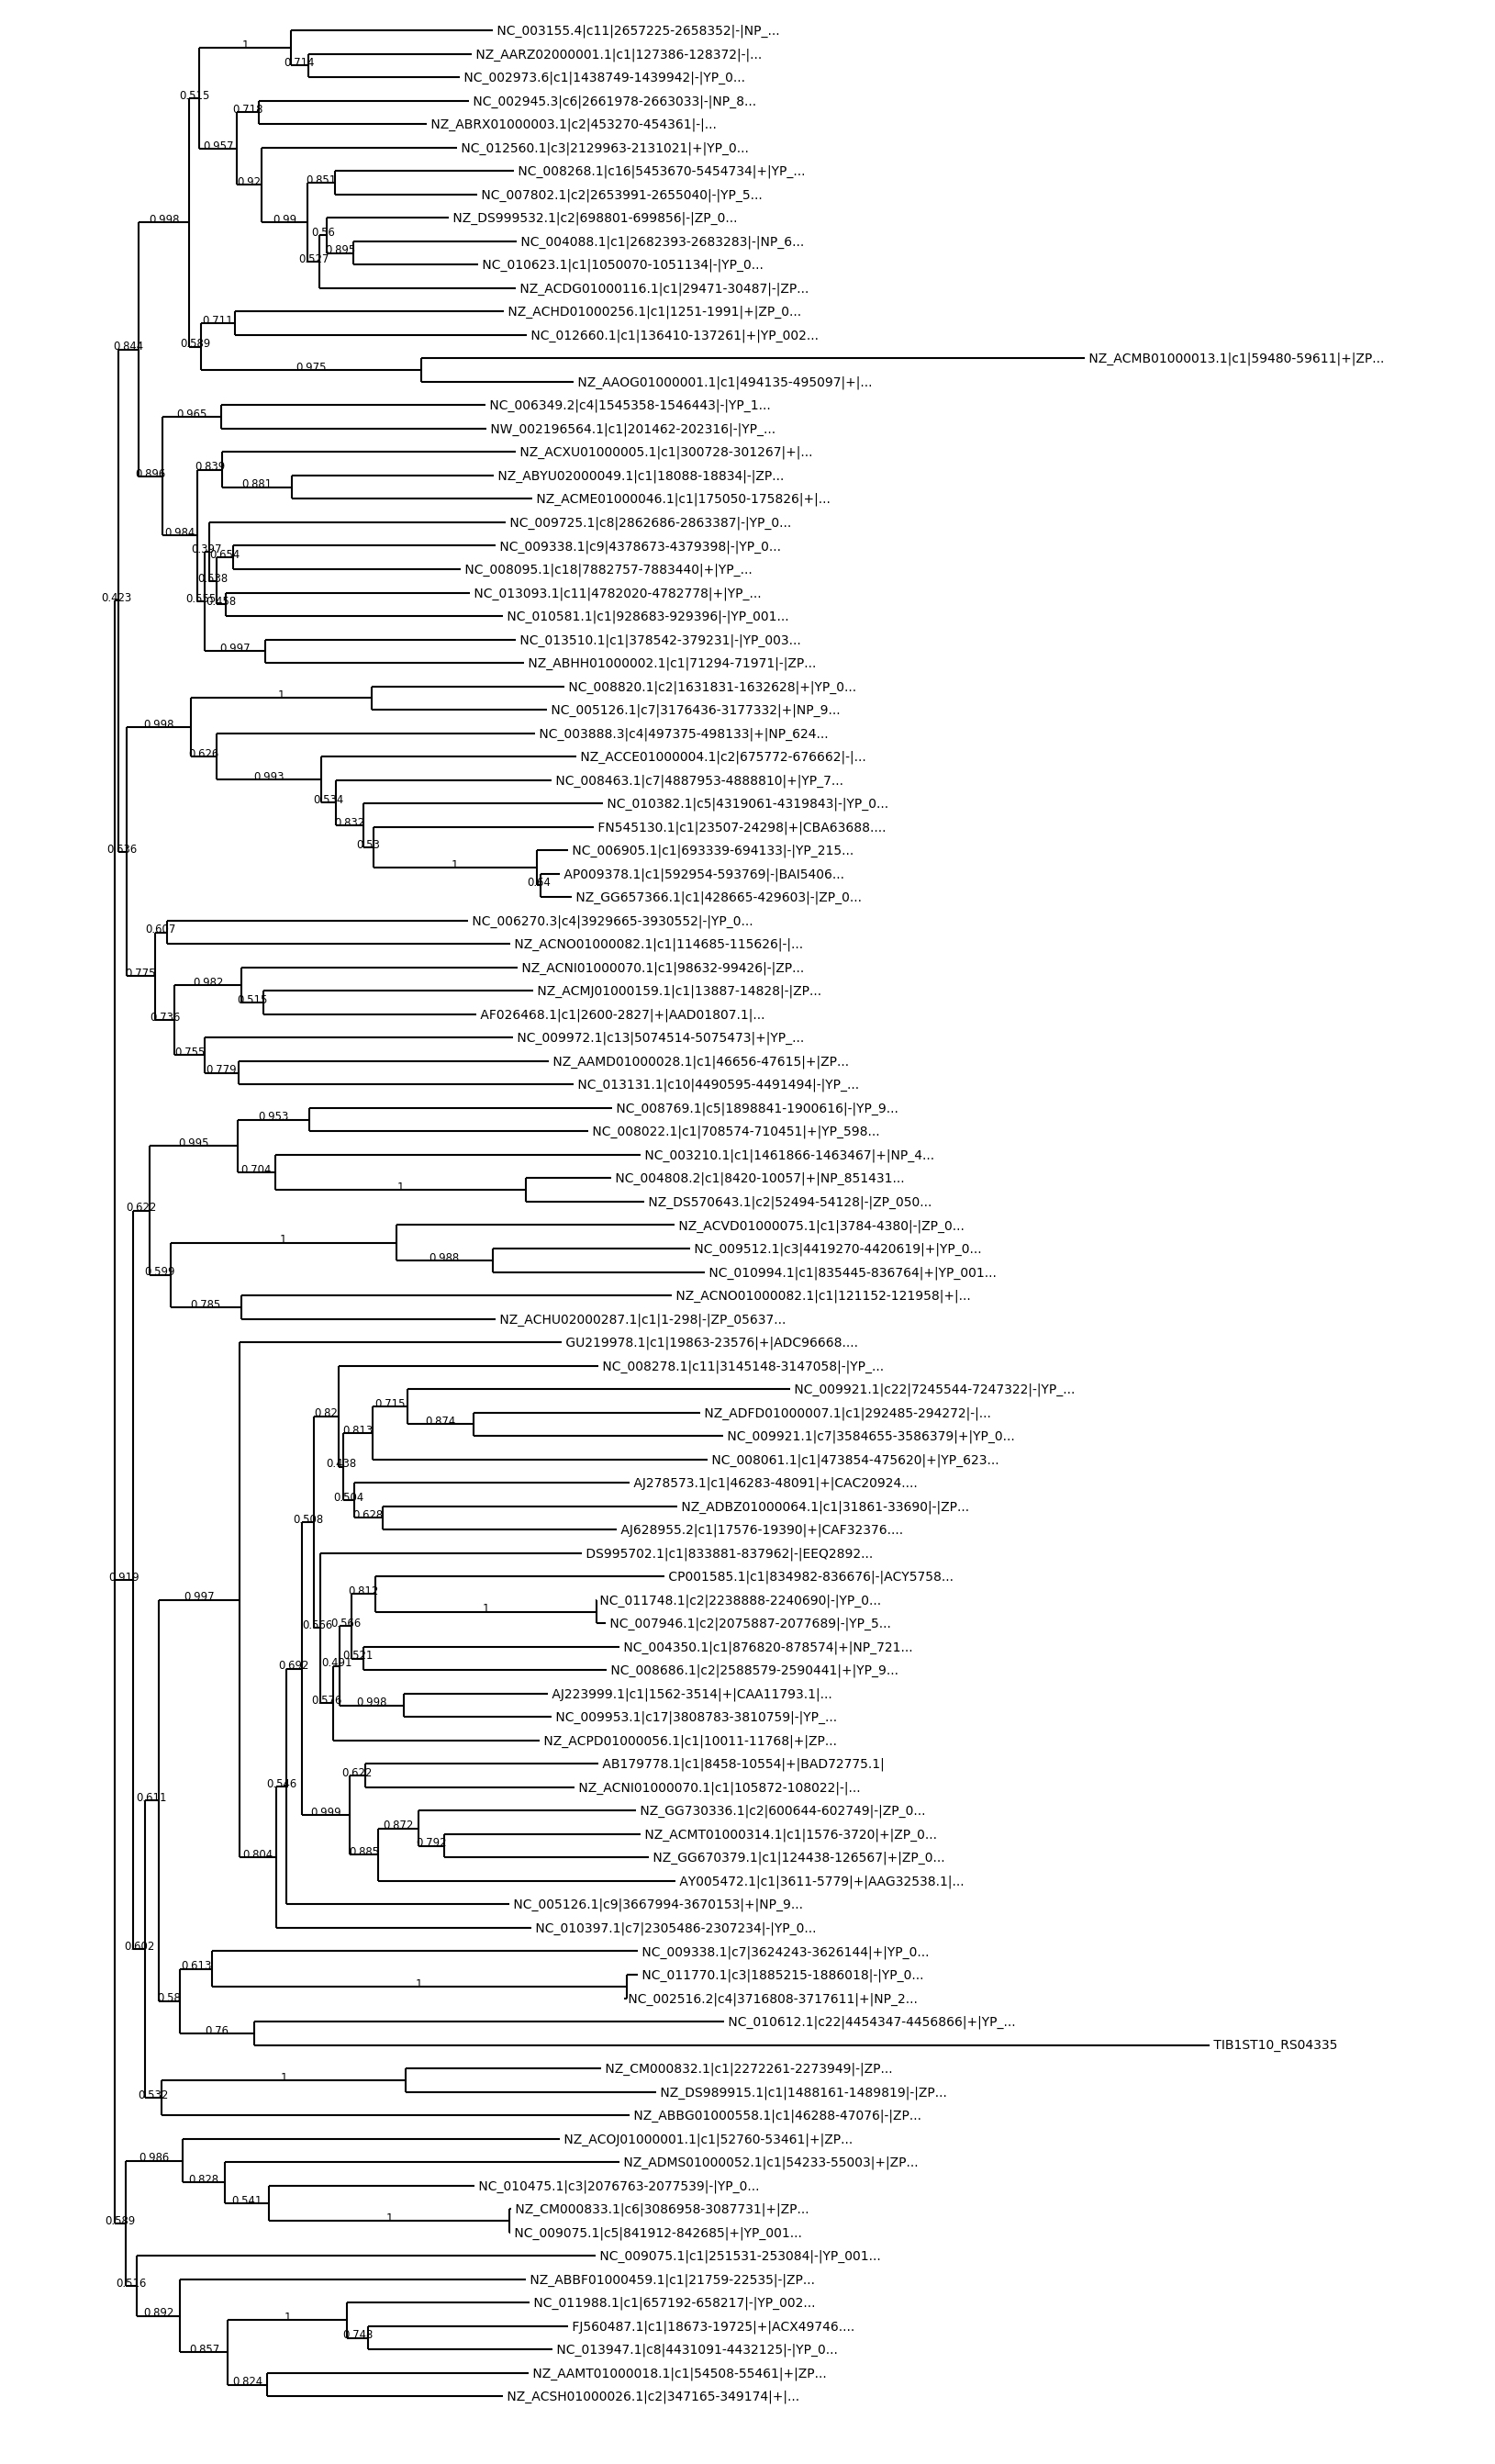 NC_003155.4|c11|2657225-2658352|-|NP_...
1
NZ_AARZ02000001.1|c1|127386-128372|-|...
0.714
NC_002973.6|c1|1438749-1439942|-|YP_0...
0.515
NC_002945.3|c6|2661978-2663033|-|NP_8...
0.718
NZ_ABRX01000003.1|c2|453270-454361|-|...
0.957
NC_012560.1|c3|2129963-2131021|+|YP_0...
NC_008268.1|c16|5453670-5454734|+|YP_...
0.92
0.851
NC_007802.1|c2|2653991-2655040|-|YP_5...
NZ_DS999532.1|c2|698801-699856|-|ZP_0...
0.998
0.99
0.56
NC_004088.1|c1|2682393-2683283|-|NP_6...
0.895
0.527
NC_010623.1|c1|1050070-1051134|-|YP_0...
NZ_ACDG01000116.1|c1|29471-30487|-|ZP...
NZ_ACHD01000256.1|c1|1251-1991|+|ZP_0...
0.711
NC_012660.1|c1|136410-137261|+|YP_002...
0.844
0.589
NZ_ACMB01000013.1|c1|59480-59611|+|ZP...
0.975
NZ_AAOG01000001.1|c1|494135-495097|+|...
NC_006349.2|c4|1545358-1546443|-|YP_1...
0.965
NW_002196564.1|c1|201462-202316|-|YP_...
NZ_ACXU01000005.1|c1|300728-301267|+|...
0.839
0.896
NZ_ABYU02000049.1|c1|18088-18834|-|ZP...
0.881
NZ_ACME01000046.1|c1|175050-175826|+|...
NC_009725.1|c8|2862686-2863387|-|YP_0...
0.984
NC_009338.1|c9|4378673-4379398|-|YP_0...
0.397
0.654
NC_008095.1|c18|7882757-7883440|+|YP_...
0.538
NC_013093.1|c11|4782020-4782778|+|YP_...
0.423
0.458
NC_010581.1|c1|928683-929396|-|YP_001...
NC_013510.1|c1|378542-379231|-|YP_003...
0.997
NZ_ABHH01000002.1|c1|71294-71971|-|ZP...
NC_008820.1|c2|1631831-1632628|+|YP_0...
1
NC_005126.1|c7|3176436-3177332|+|NP_9...
0.998
NC_003888.3|c4|497375-498133|+|NP_624...
0.626
NZ_ACCE01000004.1|c2|675772-676662|-|...
0.993
NC_008463.1|c7|4887953-4888810|+|YP_7...
0.534
NC_010382.1|c5|4319061-4319843|-|YP_0...
0.832
FN545130.1|c1|23507-24298|+|CBA63688....
0.53
0.636
NC_006905.1|c1|693339-694133|-|YP_215...
1
AP009378.1|c1|592954-593769|-|BAI5406...
0.64
NZ_GG657366.1|c1|428665-429603|-|ZP_0...
NC_006270.3|c4|3929665-3930552|-|YP_0...
0.607
NZ_ACNO01000082.1|c1|114685-115626|-|...
NZ_ACNI01000070.1|c1|98632-99426|-|ZP...
0.775
0.982
NZ_ACMJ01000159.1|c1|13887-14828|-|ZP...
0.515
AF026468.1|c1|2600-2827|+|AAD01807.1|...
0.736
NC_009972.1|c13|5074514-5075473|+|YP_...
0.755
NZ_AAMD01000028.1|c1|46656-47615|+|ZP...
0.779
NC_013131.1|c10|4490595-4491494|-|YP_...
NC_008769.1|c5|1898841-1900616|-|YP_9...
0.953
NC_008022.1|c1|708574-710451|+|YP_598...
0.995
NC_003210.1|c1|1461866-1463467|+|NP_4...
0.704
NC_004808.2|c1|8420-10057|+|NP_851431...
1
NZ_DS570643.1|c2|52494-54128|-|ZP_050...
0.622
NZ_ACVD01000075.1|c1|3784-4380|-|ZP_0...
1
NC_009512.1|c3|4419270-4420619|+|YP_0...
0.988
NC_010994.1|c1|835445-836764|+|YP_001...
0.599
NZ_ACNO01000082.1|c1|121152-121958|+|...
0.785
NZ_ACHU02000287.1|c1|1-298|-|ZP_05637...
GU219978.1|c1|19863-23576|+|ADC96668....
NC_008278.1|c11|3145148-3147058|-|YP_...
NC_009921.1|c22|7245544-7247322|-|YP_...
0.715
NZ_ADFD01000007.1|c1|292485-294272|-|...
0.82
0.874
NC_009921.1|c7|3584655-3586379|+|YP_0...
0.813
NC_008061.1|c1|473854-475620|+|YP_623...
0.438
AJ278573.1|c1|46283-48091|+|CAC20924....
0.504
NZ_ADBZ01000064.1|c1|31861-33690|-|ZP...
0.628
0.508
AJ628955.2|c1|17576-19390|+|CAF32376....
DS995702.1|c1|833881-837962|-|EEQ2892...
0.919
CP001585.1|c1|834982-836676|-|ACY5758...
0.812
0.997
NC_011748.1|c2|2238888-2240690|-|YP_0...
1
NC_007946.1|c2|2075887-2077689|-|YP_5...
0.566
0.566
NC_004350.1|c1|876820-878574|+|NP_721...
0.521
0.692
0.491
NC_008686.1|c2|2588579-2590441|+|YP_9...
AJ223999.1|c1|1562-3514|+|CAA11793.1|...
0.576
0.998
NC_009953.1|c17|3808783-3810759|-|YP_...
NZ_ACPD01000056.1|c1|10011-11768|+|ZP...
AB179778.1|c1|8458-10554|+|BAD72775.1|
0.622
0.546
NZ_ACNI01000070.1|c1|105872-108022|-|...
0.611
0.999
NZ_GG730336.1|c2|600644-602749|-|ZP_0...
0.872
NZ_ACMT01000314.1|c1|1576-3720|+|ZP_0...
0.792
0.804
0.885
NZ_GG670379.1|c1|124438-126567|+|ZP_0...
AY005472.1|c1|3611-5779|+|AAG32538.1|...
NC_005126.1|c9|3667994-3670153|+|NP_9...
NC_010397.1|c7|2305486-2307234|-|YP_0...
0.602
NC_009338.1|c7|3624243-3626144|+|YP_0...
0.613
NC_011770.1|c3|1885215-1886018|-|YP_0...
1
NC_002516.2|c4|3716808-3717611|+|NP_2...
0.58
NC_010612.1|c22|4454347-4456866|+|YP_...
0.76
TIB1ST10_RS04335
NZ_CM000832.1|c1|2272261-2273949|-|ZP...
1
NZ_DS989915.1|c1|1488161-1489819|-|ZP...
0.532
NZ_ABBG01000558.1|c1|46288-47076|-|ZP...
NZ_ACOJ01000001.1|c1|52760-53461|+|ZP...
0.986
NZ_ADMS01000052.1|c1|54233-55003|+|ZP...
0.828
NC_010475.1|c3|2076763-2077539|-|YP_0...
0.541
NZ_CM000833.1|c6|3086958-3087731|+|ZP...
0.589
1
NC_009075.1|c5|841912-842685|+|YP_001...
NC_009075.1|c1|251531-253084|-|YP_001...
0.516
NZ_ABBF01000459.1|c1|21759-22535|-|ZP...
0.892
NC_011988.1|c1|657192-658217|-|YP_002...
1
FJ560487.1|c1|18673-19725|+|ACX49746....
0.743
NC_013947.1|c8|4431091-4432125|-|YP_0...
0.857
NZ_AAMT01000018.1|c1|54508-55461|+|ZP...
0.824
NZ_ACSH01000026.1|c2|347165-349174|+|...